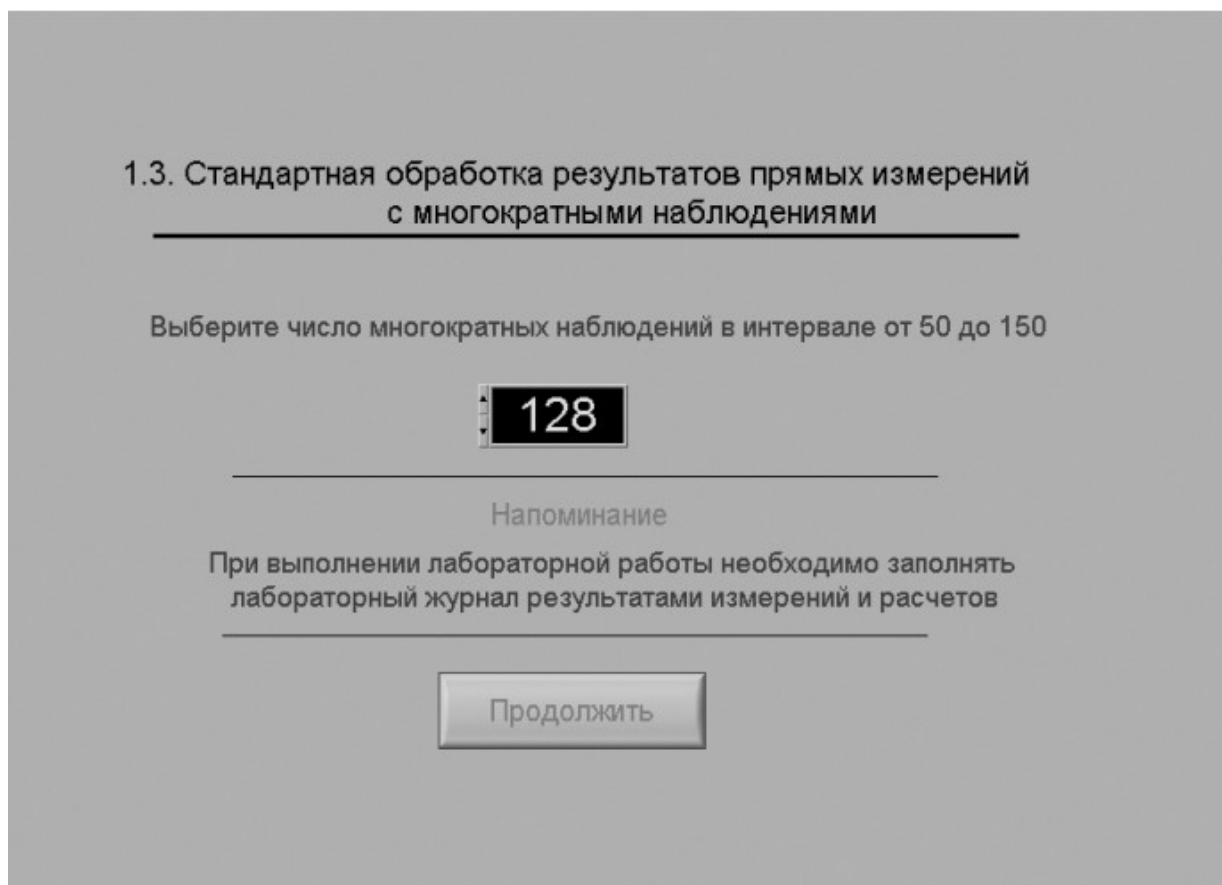 1.3. Стандартная обработка результатов прямых измерений
с многократными наблюдениями
Выберите число многократных наблюдений в интервале от 50 до 150
128
Напоминание
При выполнении лабораторной работы необходимо заполнять
лабораторный журнал результатами измерений и расчетов
Продолжить